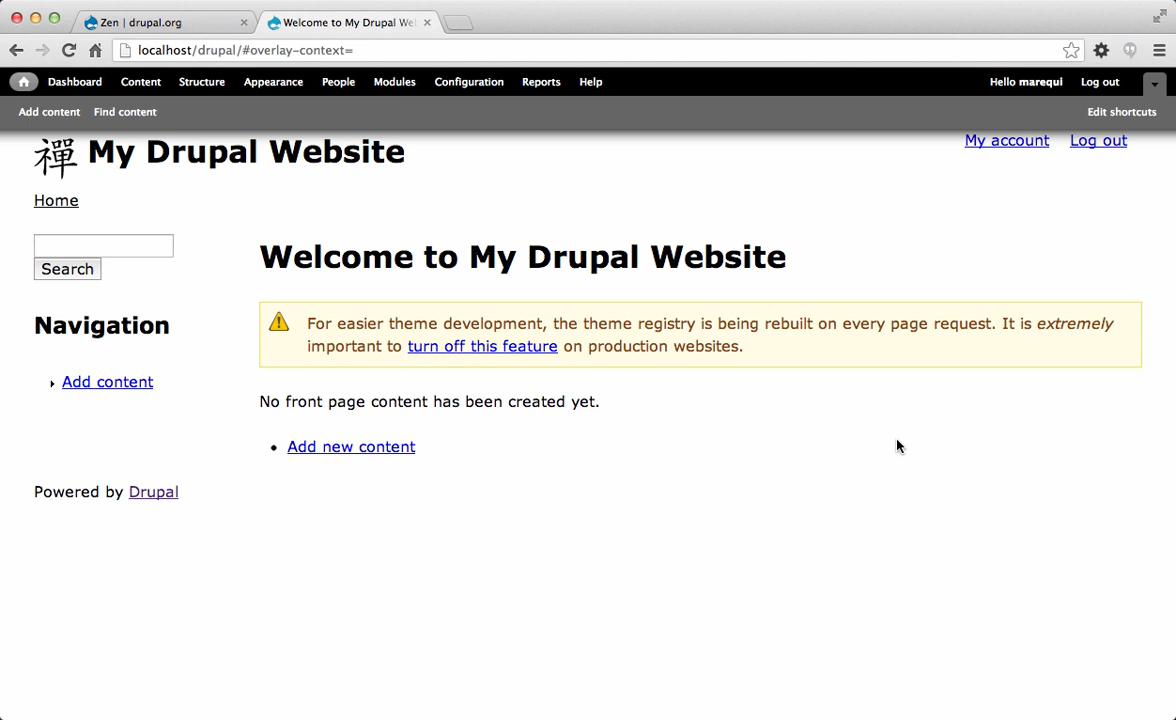 Zen | drupal.org
Welcome to My Drupal We
localhost/drupal/#overlay-context=
Dashboard Content Structure Appearance People Modules Configuration Reports Help Hello marequi Log out
Add content Find content Edit shortcuts
禪 My Drupal Website
My account Log out
Home
Search
Navigation
Add content
Powered by Drupal
Welcome to My Drupal Website
For easier theme development, the theme registry is being rebuilt on every page request. It is extremely
important to turn off this feature on production websites.
No front page content has been created yet.
Add new content